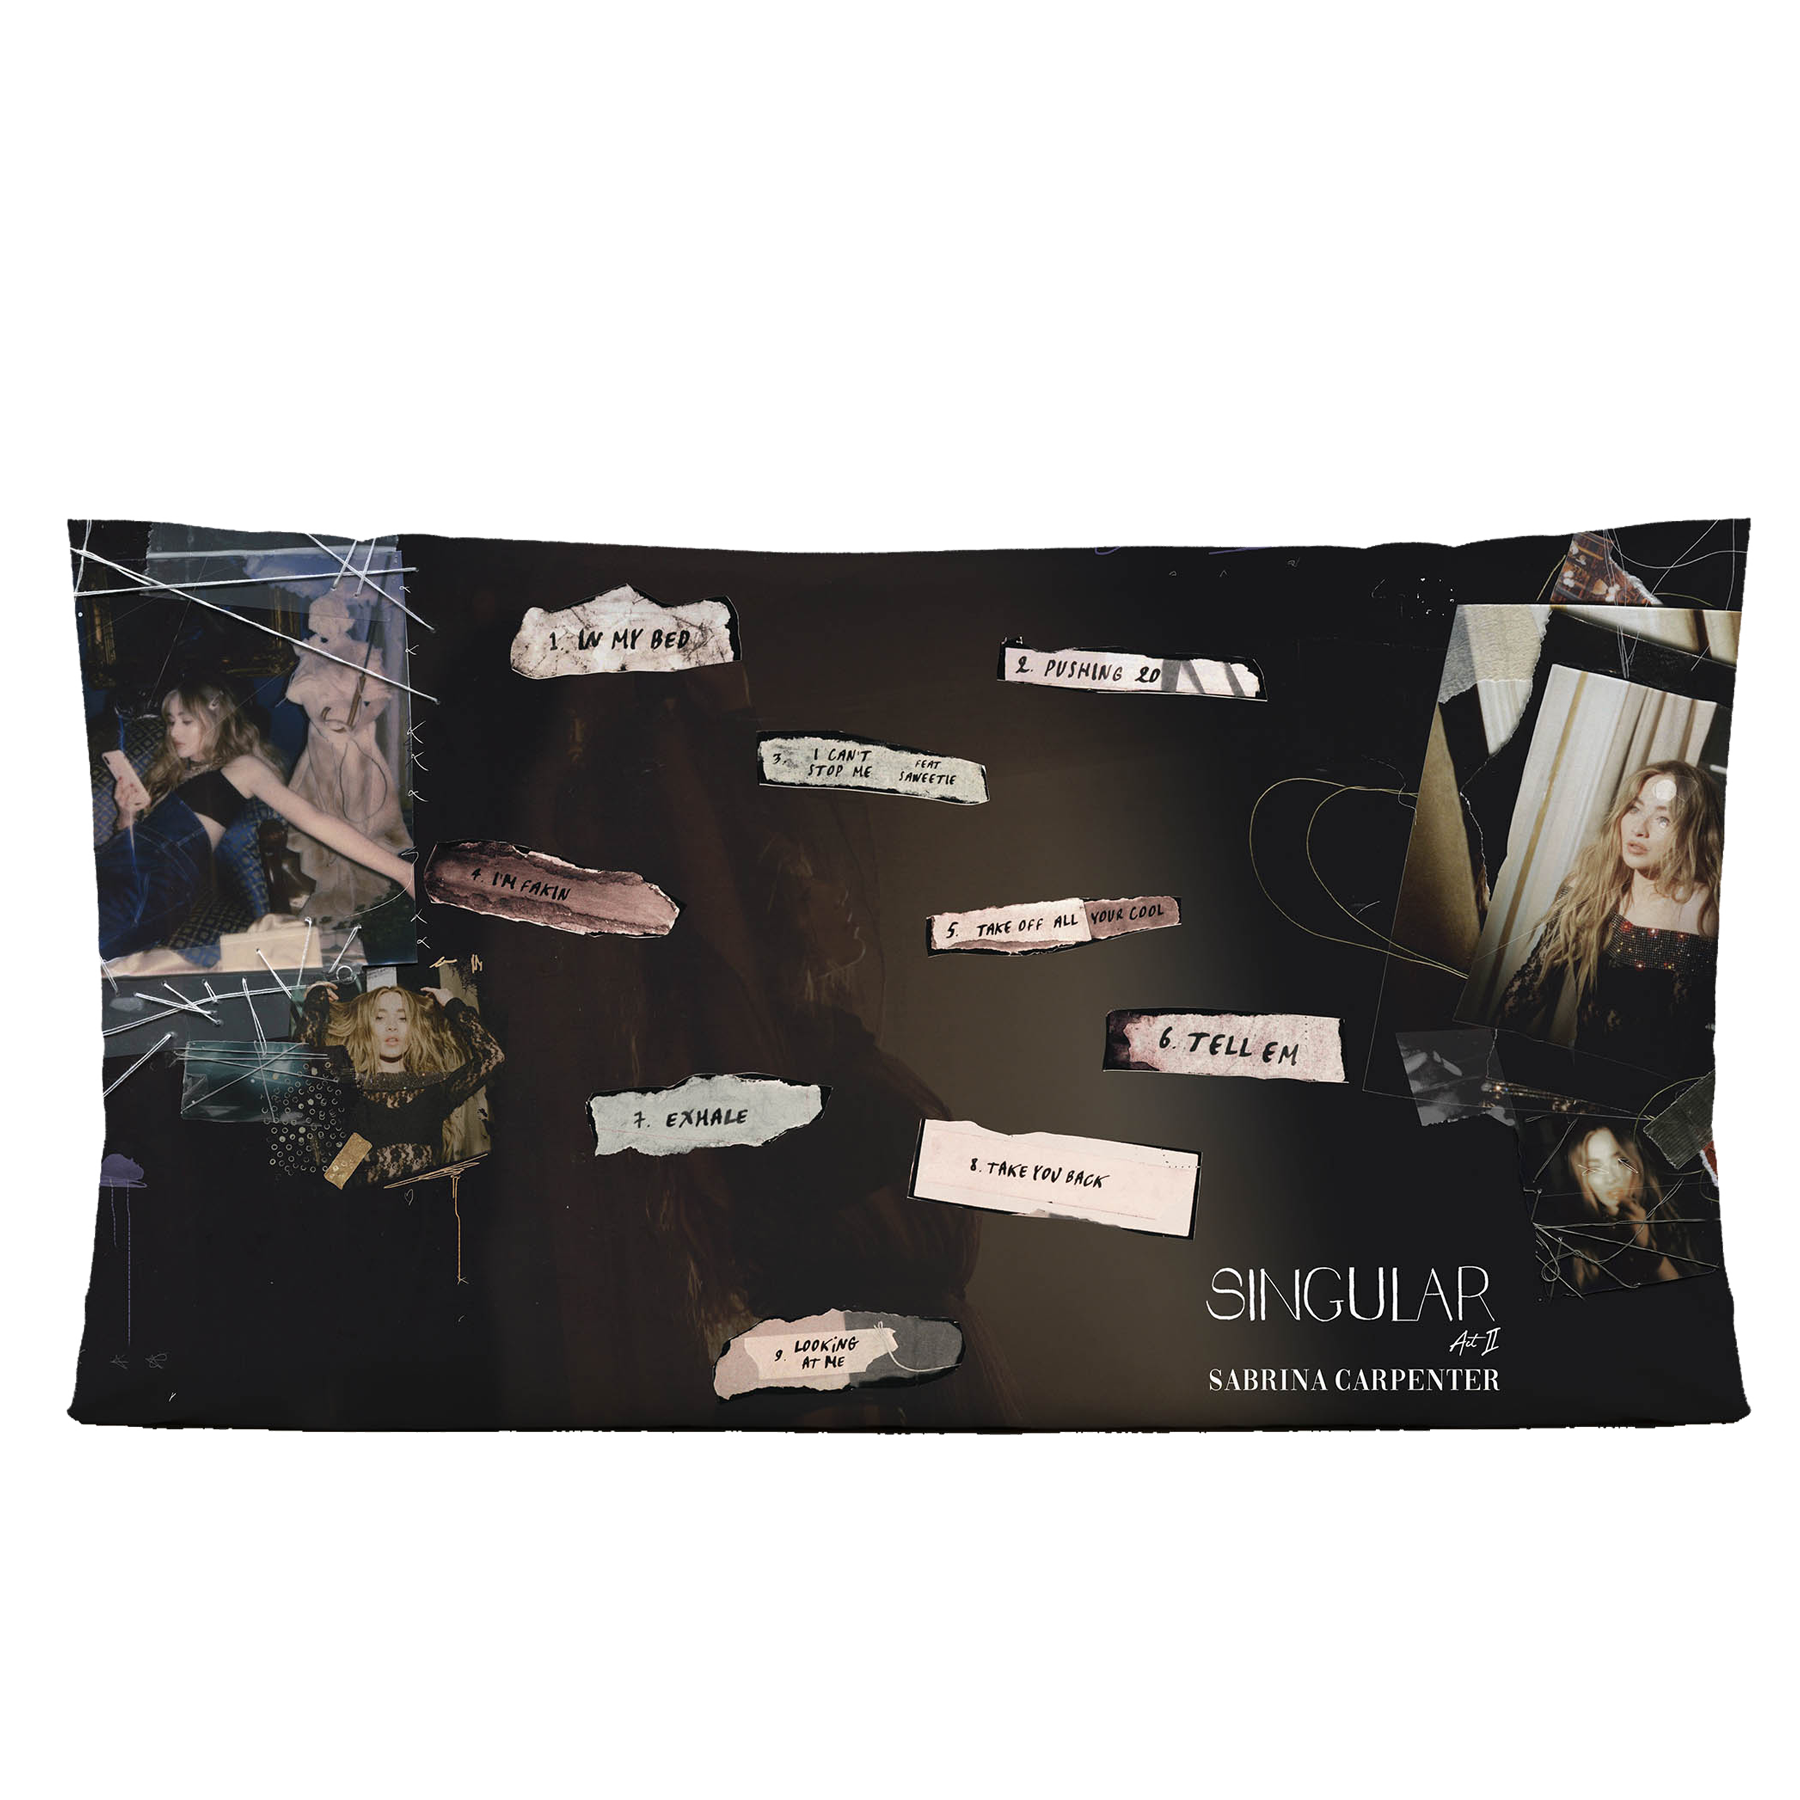 1. IN MY BED
2. PUSHING 20
3. I CAN'T
STOP ME
FEAT
SAWEETIE
4. I'M FAKIN
5. TAKE OFF ALL YOUR COOL
6. TELL EM
7. EXHALE
8. TAKE YOU BACK
9. LOOKiNG
AT ME
SINGULAR
Act II
SABRINA CARPENTER